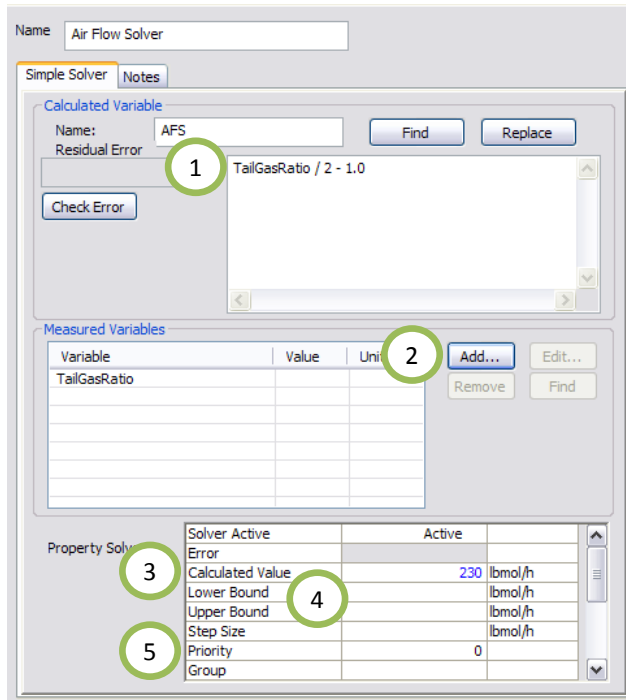 Name Air Flow Solver
Simple Solver Notes
Calculated Variable
Name: AFS Find Replace
Residual Error
1 TailGasRatio / 2 - 1.0
Check Error
Measured Variables
Variable Value Unit 2 Add... Edit...
TailGasRatio Remove Find
Solver Active Active
Property Solv Error
3 Calculated Value 230 lbmol/h
Lower Bound 4 lbmol/h
Upper Bound lbmol/h
Step Size lbmol/h
5 Priority 0
Group